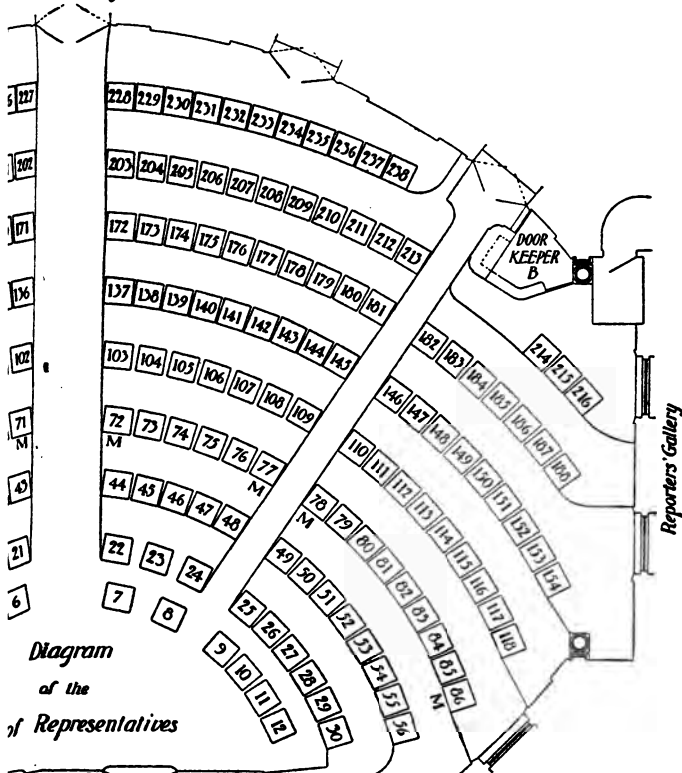 227 228 229 230 231 232 233 234 235 236 237 238
202 203 204 205 206 207 208 209 210 211 212 213
214 215 216
171 172 173 174 175 176 177 178 179 180 181
182 183 184 185 186 187 188
136 137 138 139 140 141 142 143 144 145
146 147 148 149 150 151 152 153 154
102 103 104 105 106 107 108 109
110 111 112 113 114 115 116 117 118
71 72 73 74 75 76 77
M M M
78 79 80 81 82 83 84 85 86
M M
43 44 45 46 47 48
49 50 51 52 53 54 55 56
21 22 23 24
25 26 27 28 29 30
6 7 8
9 10 11 12
DOOR
KEEPER
B
Reporters' Gallery
Diagram
of the
of Representatives